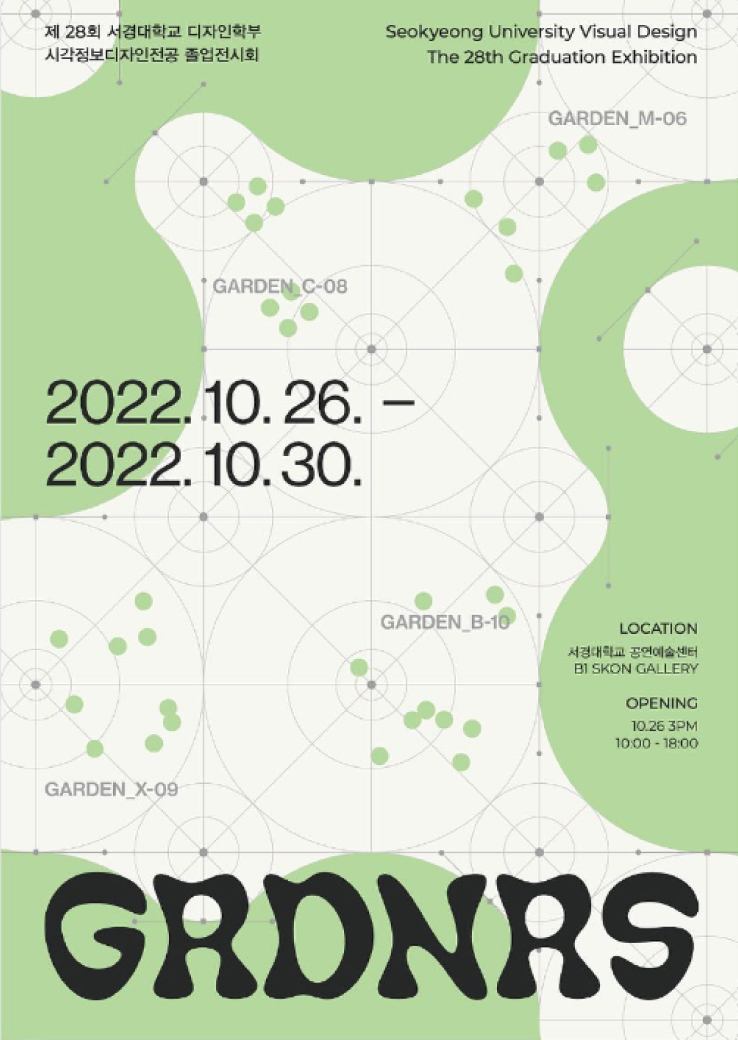 제 28회 서경대학교 디자인학부
시각정보디자인전공 졸업전시회
Seokyeong University Visual Design
The 28th Graduation Exhibition
GARDEN_M-06
GARDEN_C-08
2022. 10. 26. –
2022. 10. 30.
GARDEN_B-10
LOCATION
서경대학교 공연예술센터
B1 SKON GALLERY
OPENING
10.26 3PM
10:00 - 18:00
GARDEN_X-09
GRDNRS